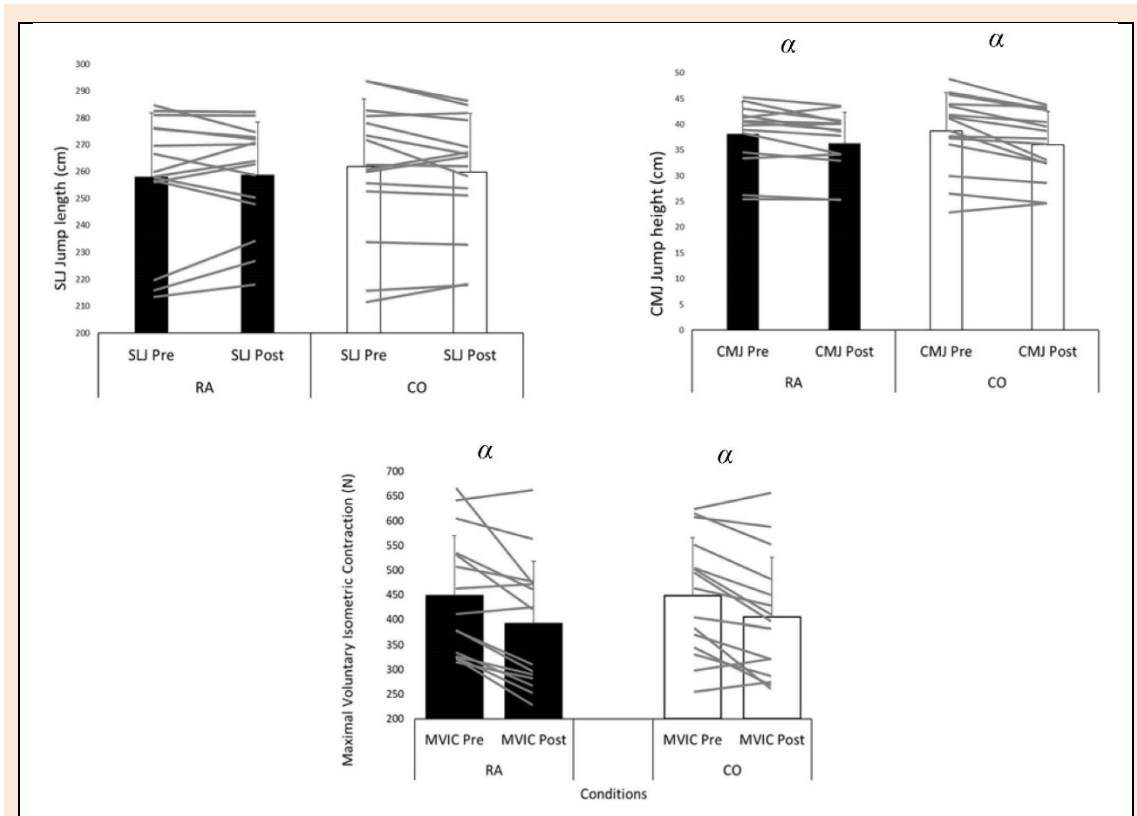 SLJ Jump length (cm)
300
290
280
270
260
250
240
230
220
210
200
SLJ Pre SLJ Post SLJ Pre SLJ Post
RA CO
α α
CMJ Jump height (cm)
50
45
40
35
30
25
20
15
10
5
0
CMJ Pre CMJ Post CMJ Pre CMJ Post
RA CO
α α
Maximal Voluntary Isometric Contraction (N)
700
650
600
550
500
450
400
350
300
250
200
MVIC Pre MVIC Post MVIC Pre MVIC Post
RA CO
Conditions